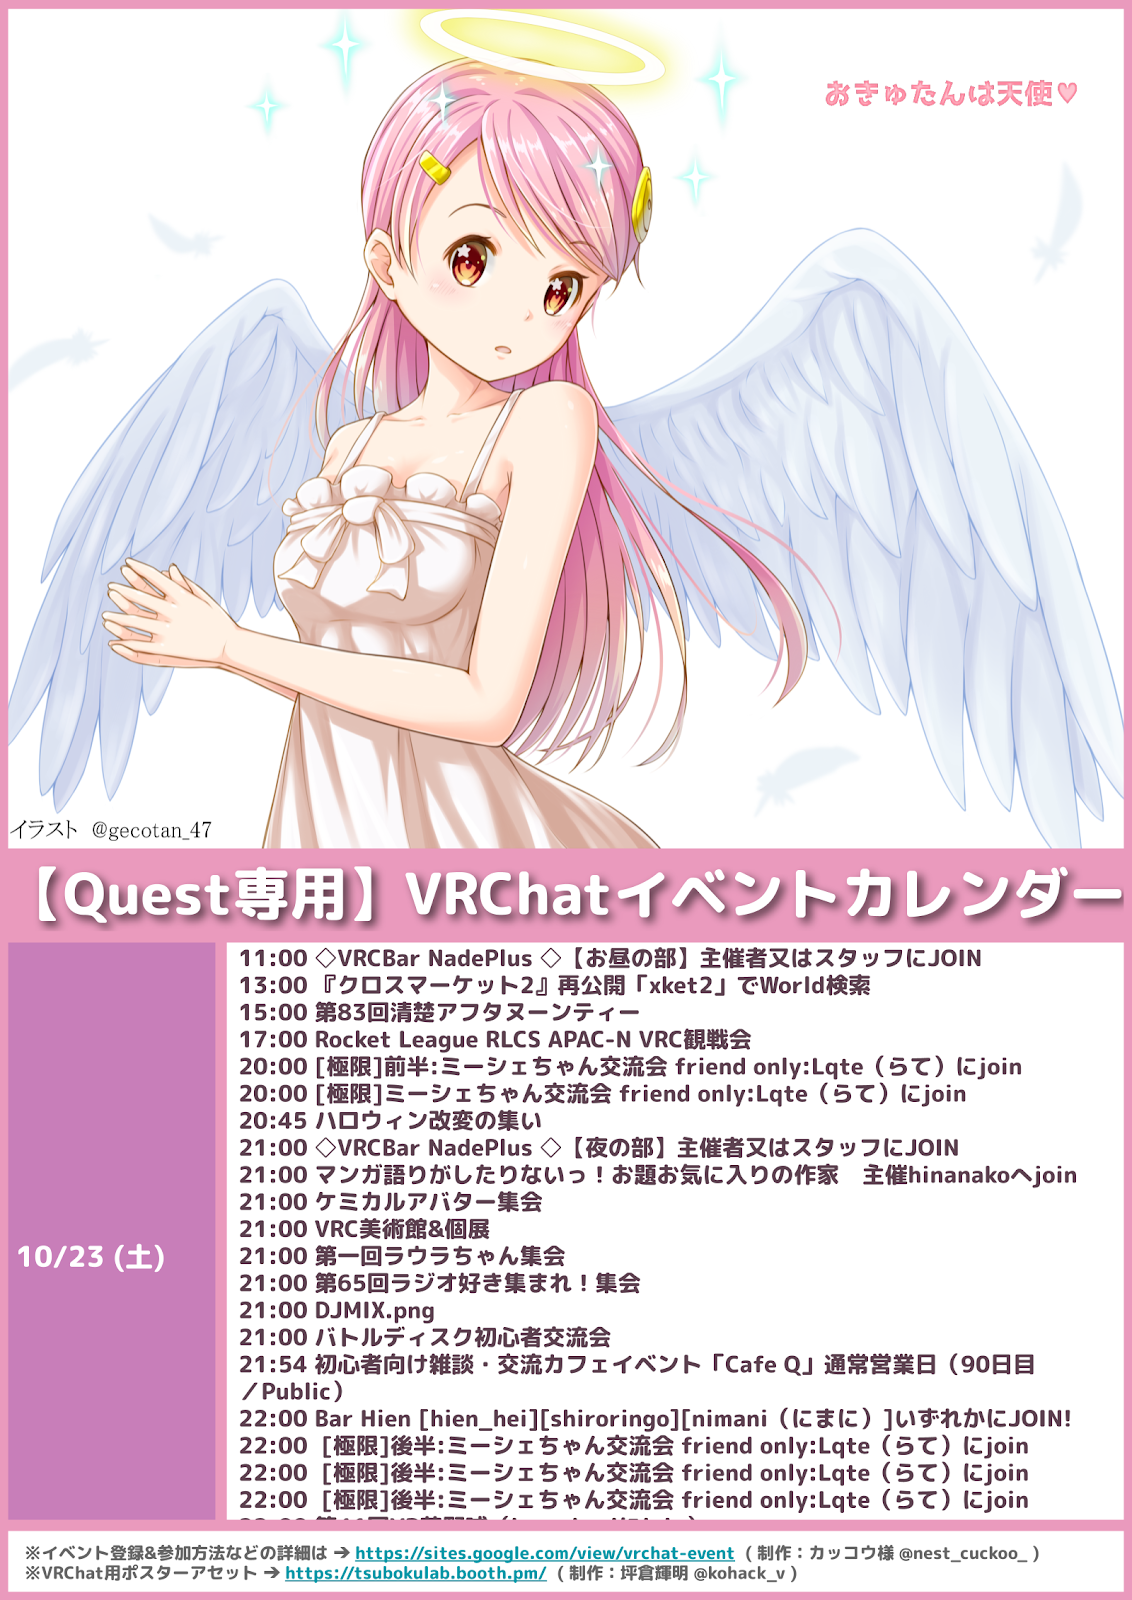 おきゅたんは天使♥
イラスト @gecotan_47
【Quest専用】VRChatイベントカレンダー
10/23 (土)
11:00 ◇VRCBar NadePlus ◇【お昼の部】主催者又はスタッフにJOIN
13:00 『クロスマーケット2』再公開「xket2」でWorld検索
15:00 第83回清楚アフタヌーンティー
17:00 Rocket League RLCS APAC-N VRC観戦会
20:00 [極限]前半:ミーシェちゃん交流会 friend only:Lqte（らて）にjoin
20:00 [極限]ミーシェちゃん交流会 friend only:Lqte（らて）にjoin
20:45 ハロウィン改変の集い
21:00 ◇VRCBar NadePlus ◇【夜の部】主催者又はスタッフにJOIN
21:00 マンガ語りがしたりないっ！お題お気に入りの作家　主催hinanakoへjoin
21:00 ケミカルアバター集会
21:00 VRC美術館&個展
21:00 第一回ラウラちゃん集会
21:00 第65回ラジオ好き集まれ！集会
21:00 DJMIX.png
21:00 バトルディスク初心者交流会
21:54 初心者向け雑談・交流カフェイベント「Cafe Q」通常営業日（90日目
／Public）
22:00 Bar Hien [hien_hei][shiroringo][nimani（にまに）]いずれかにJOIN!
22:00 [極限]後半:ミーシェちゃん交流会 friend only:Lqte（らて）にjoin
22:00 [極限]後半:ミーシェちゃん交流会 friend only:Lqte（らて）にjoin
22:00 [極限]後半:ミーシェちゃん交流会 friend only:Lqte（らて）にjoin
※イベント登録&参加方法などの詳細は → https://sites.google.com/view/vrchat-event ( 制作：カッコウ様 @nest_cuckoo_ )
※VRChat用ポスターアセット → https://tsubokulab.booth.pm/ ( 制作：坪倉輝明 @kohack_v )